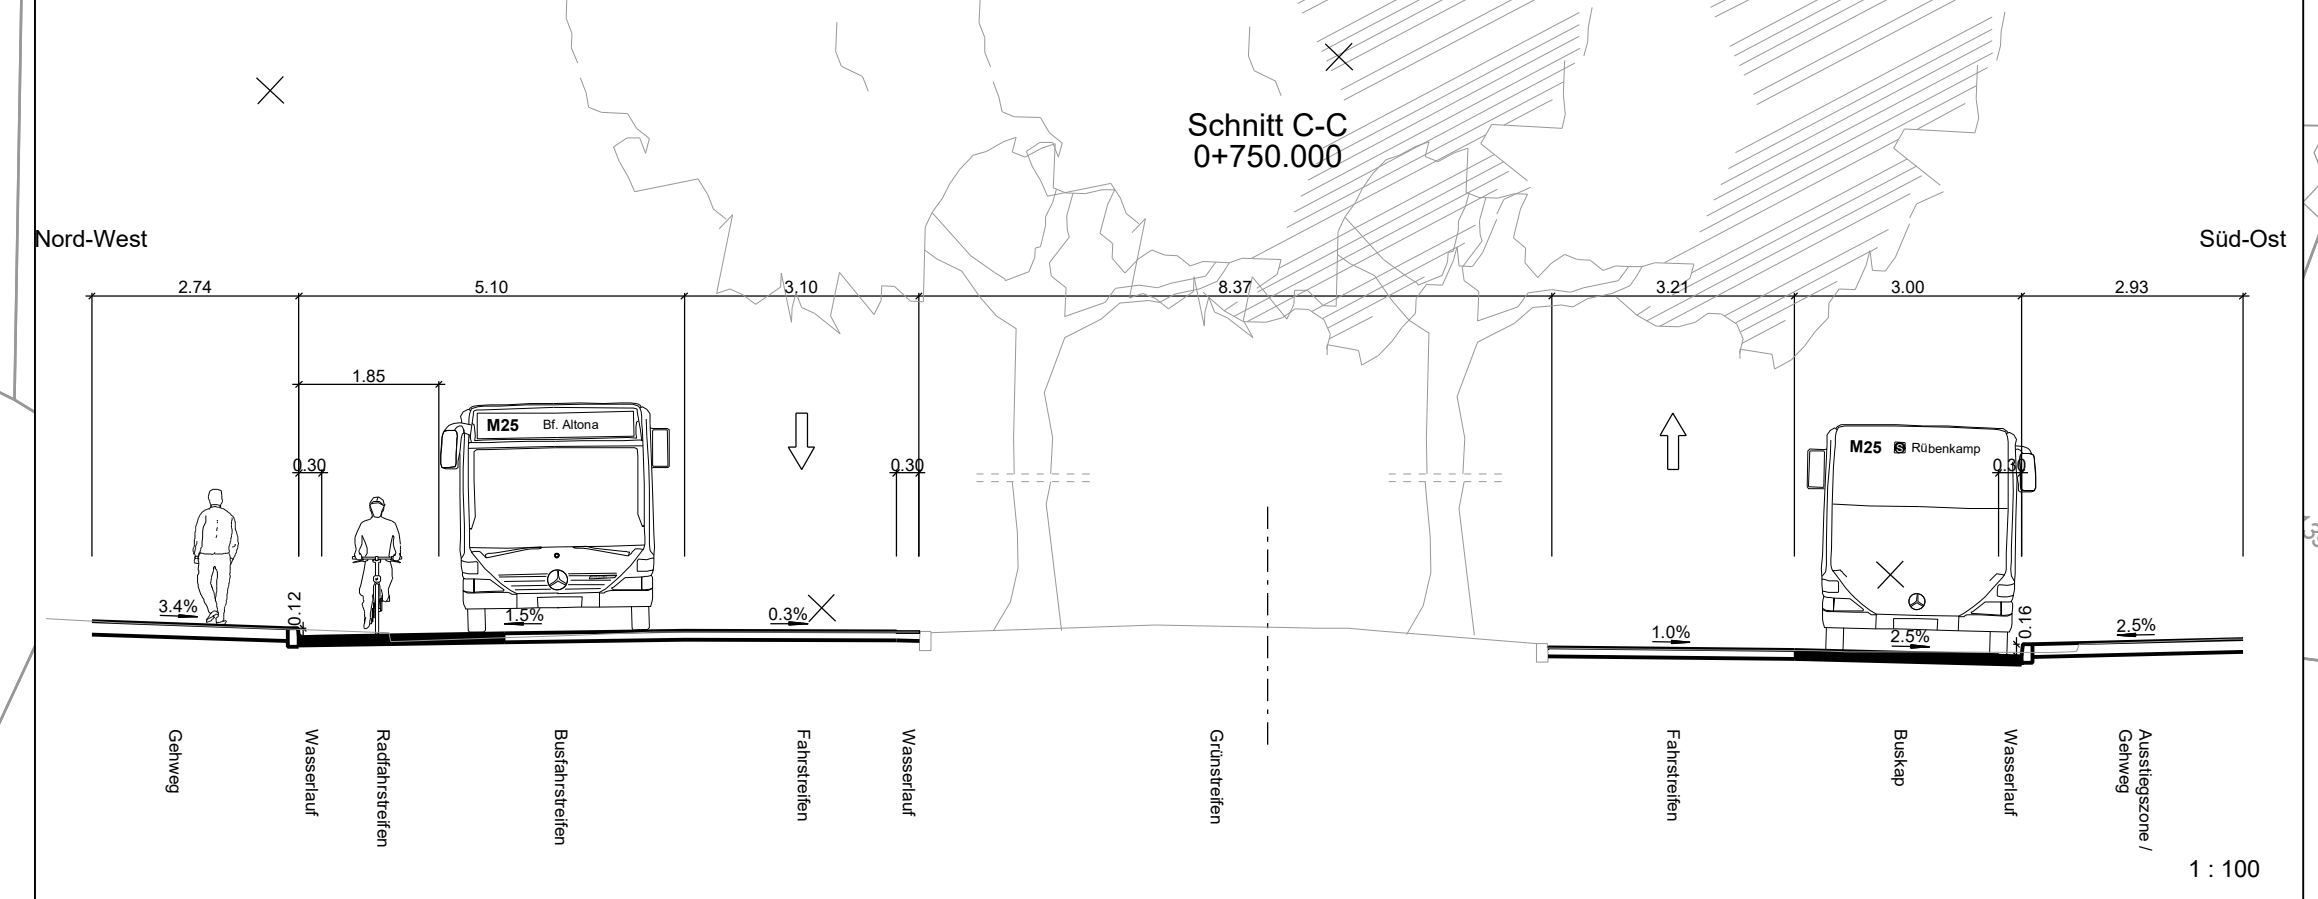 Schnitt C-C
0+750.000
Nord-West
Süd-Ost
2.74
5.10
3.10
8.37
3.21
3.00
2.93
1.85
0.30
0.30
0.30
M25 Bf. Altona
M25 S Rübenkamp
3.4%
0.12
1.5%
0.3%
1.0%
2.5%
0.16
2.5%
Gehweg
Wasserlauf
Radfahrstreifen
Busfahrstreifen
Fahrstreifen
Wasserlauf
Grünstreifen
Fahrstreifen
Buskap
Wasserlauf
Ausstiegszone /
Gehweg
1 : 100